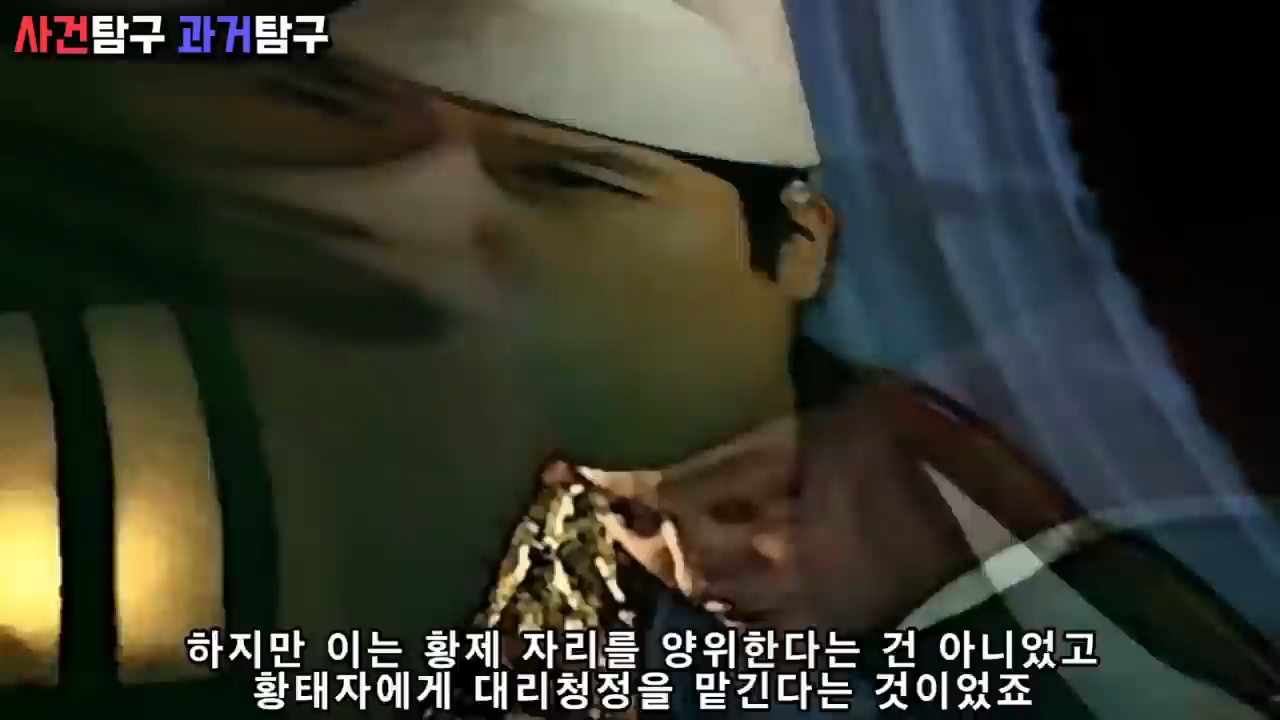 사건탐구 과거탐구
하지만 이는 황제 자리를 양위한다는 건 아니었고
황태자에게 대리청정을 맡긴다는 것이었죠